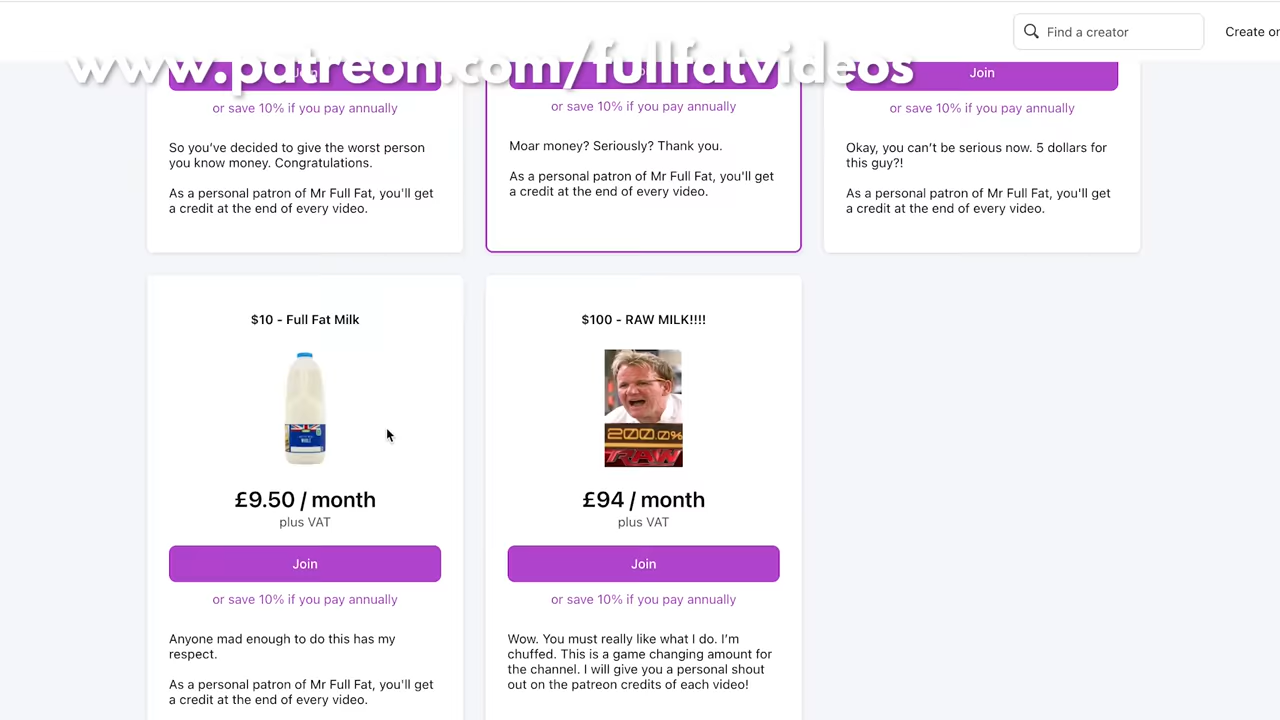 Find a creator
Create or
www.patreon.com/fullfatvideos
Join
or save 10% if you pay annually
So you've decided to give the worst person
you know money. Congratulations.
As a personal patron of Mr Full Fat, you'll get
a credit at the end of every video.
or save 10% if you pay annually
Moar money? Seriously? Thank you.
As a personal patron of Mr Full Fat, you'll get
a credit at the end of every video.
Join
or save 10% if you pay annually
Okay, you can't be serious now. 5 dollars for
this guy?!
As a personal patron of Mr Full Fat, you'll get
a credit at the end of every video.
$10 - Full Fat Milk
£9.50 / month
plus VAT
Join
or save 10% if you pay annually
Anyone mad enough to do this has my
respect.
As a personal patron of Mr Full Fat, you'll get
a credit at the end of every video.
$100 - RAW MILK!!!!
200.0%
RAW
£94 / month
plus VAT
Join
or save 10% if you pay annually
Wow. You must really like what I do. I'm
chuffed. This is a game changing amount for
the channel. I will give you a personal shout
out on the patreon credits of each video!